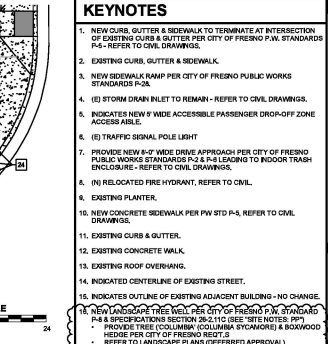 KEYNOTES
1. NEW CURB, GUTTER & SIDEWALK TO TERMINATE AT INTERSECTION
OF EXISTING CURB & GUTTER PER CITY OF FRESNO P.W. STANDARDS
P-5 - REFER TO CIVIL DRAWINGS.
2. EXISTING CURB, GUTTER & SIDEWALK.
3. NEW SIDEWALK RAMP PER CITY OF FRESNO PUBLIC WORKS
STANDARDS P-28.
4. (E) STORM DRAIN INLET TO REMAIN - REFER TO CIVIL DRAWINGS.
5. INDICATES NEW 5' WIDE ACCESSIBLE PASSENGER DROP-OFF ZONE
ACCESS AISLE.
6. (E) TRAFFIC SIGNAL POLE LIGHT
7. PROVIDE NEW 8'-0" WIDE DRIVE APPROACH PER CITY OF FRESNO
PUBLIC WORKS STANDARDS P-2 & P-6 LEADING TO INDOOR TRASH
ENCLOSURE - REFER TO CIVIL DRAWINGS.
8. (N) RELOCATED FIRE HYDRANT, REFER TO CIVIL.
9. EXISTING PLANTER.
10. NEW CONCRETE SIDEWALK PER PW STD P-5, REFER TO CIVIL
DRAWINGS.
11. EXISTING CURB & GUTTER.
12. EXISTING CONCRETE WALK.
13. EXISTING ROOF OVERHANG.
14. INDICATED CENTERLINE OF EXISTING STREET.
15. INDICATES OUTLINE OF EXISTING ADJACENT BUILDING - NO CHANGE.
16. NEW LANDSCAPE TREE WELL PER CITY OF FRESNO P.W. STANDARD
P-8 & SPECIFICATIONS SECTION 26-2.11C (SEE "SITE NOTES: PP")
• PROVIDE TREE ('COLUMBIA' (COLUMBIA SYCAMORE) & BOXWOOD
HEDGE PER CITY OF FRESNO REQT.S
• REFER TO LANDSCAPE PLANS (DEFERRED APPROVAL)
24
E
24